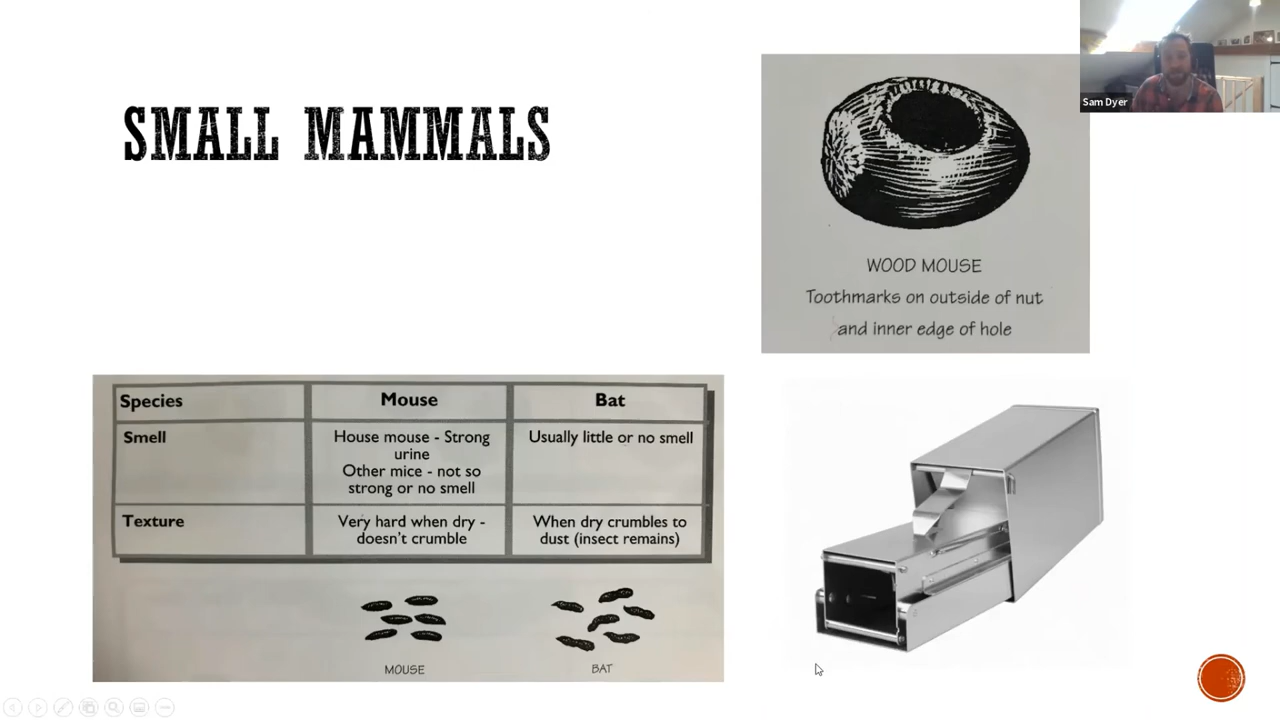 SMALL MAMMALS
Sam Dyer
WOOD MOUSE
Toothmarks on outside of nut
and inner edge of hole
Species Mouse Bat
Smell
House mouse - Strong
urine
Other mice - not so
strong or no smell
Usually little or no smell
Texture
Very hard when dry -
doesn't crumble
When dry crumbles to
dust (insect remains)
MOUSE
BAT